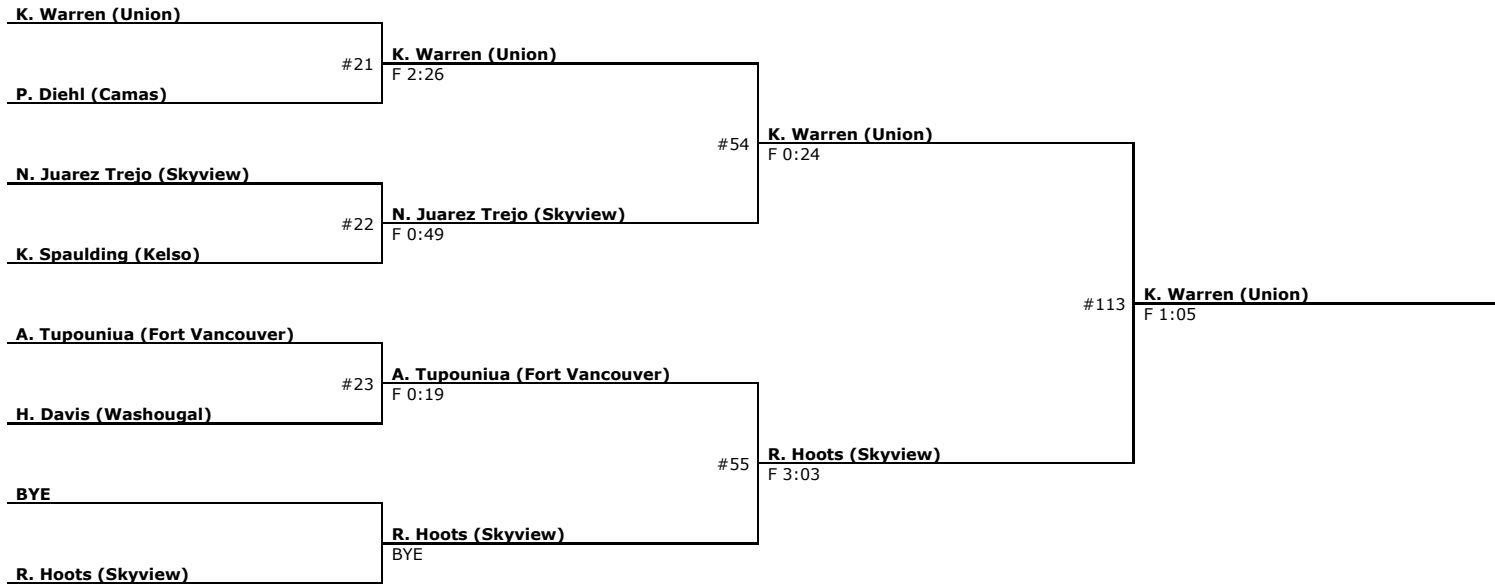 K. Warren (Union)
#21
P. Diehl (Camas)
K. Warren (Union)
F 2:26
N. Juarez Trejo (Skyview)
#22
K. Spaulding (Kelso)
N. Juarez Trejo (Skyview)
F 0:49
#54
K. Warren (Union)
F 0:24
A. Tupouniua (Fort Vancouver)
#23
H. Davis (Washougal)
A. Tupouniua (Fort Vancouver)
F 0:19
BYE
R. Hoots (Skyview)
R. Hoots (Skyview)
BYE
#55
R. Hoots (Skyview)
F 3:03
#113
K. Warren (Union)
F 1:05